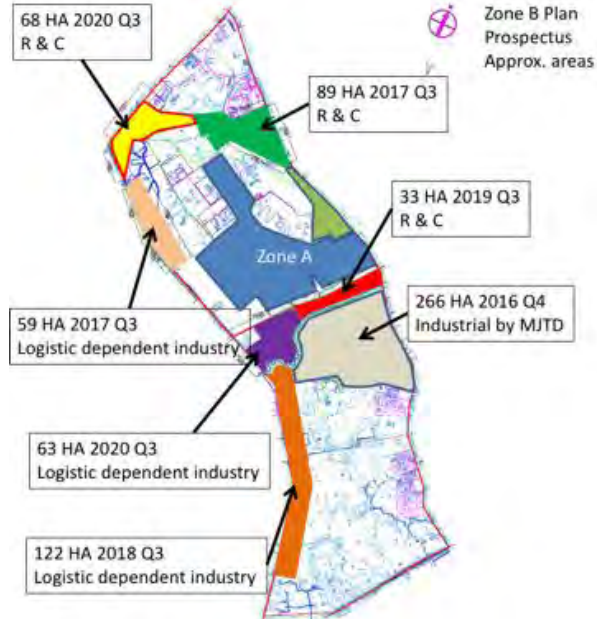 68 HA 2020 Q3
R & C
Zone B Plan
Prospectus
Approx. areas
89 HA 2017 Q3
R & C
33 HA 2019 Q3
R & C
Zone A
266 HA 2016 Q4
Industrial by MJTD
59 HA 2017 Q3
Logistic dependent industry
63 HA 2020 Q3
Logistic dependent industry
122 HA 2018 Q3
Logistic dependent industry